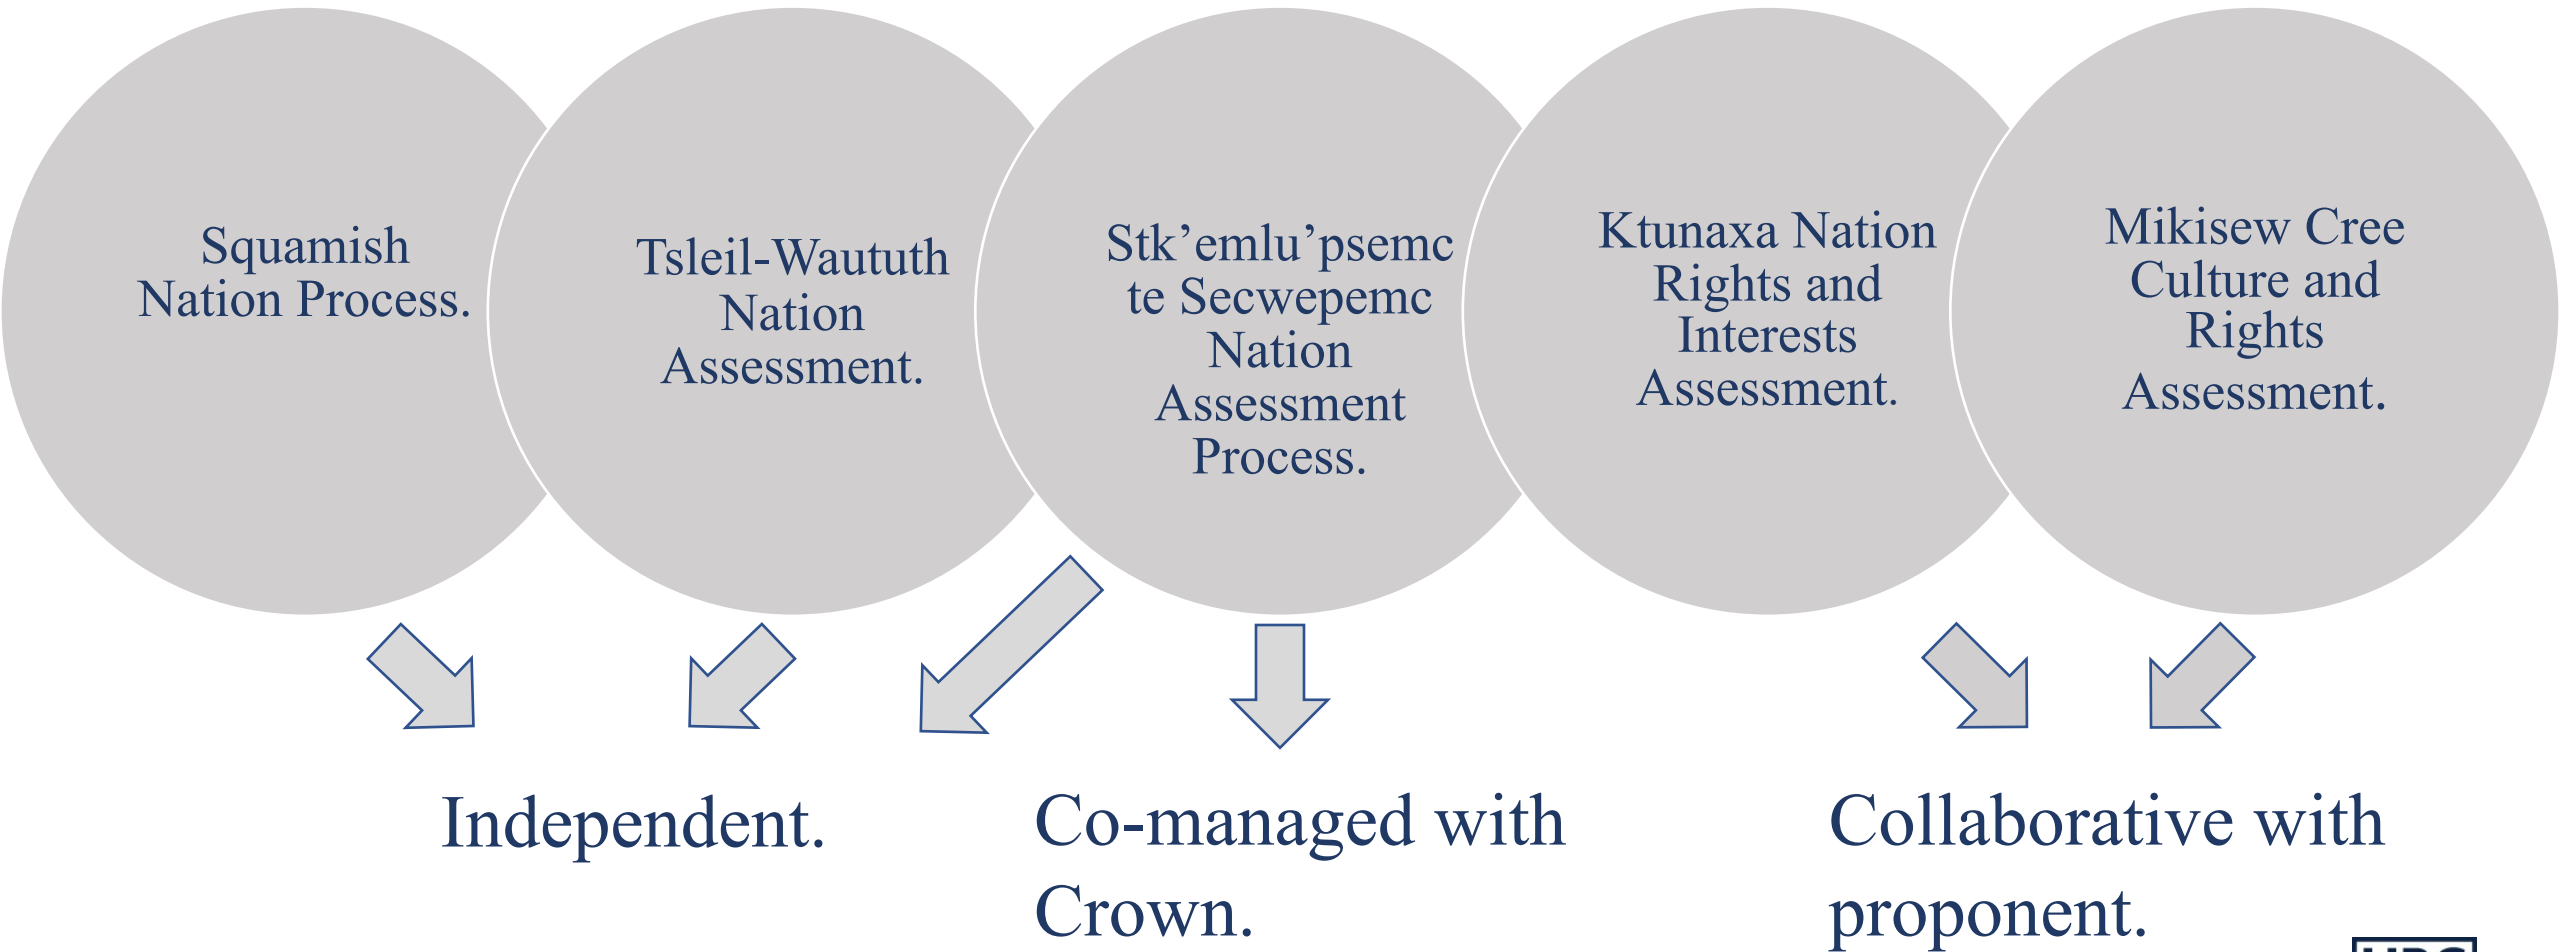 Squamish
Nation Process.
Tsleil-Waututh
Nation
Assessment.
Stk’emlu’psemc
te Secwepemc
Nation
Assessment
Process.
Ktunaxa Nation
Rights and
Interests
Assessment.
Mikisew Cree
Culture and
Rights
Assessment.
Independent.
Co-managed with
Crown.
Collaborative with
proponent.